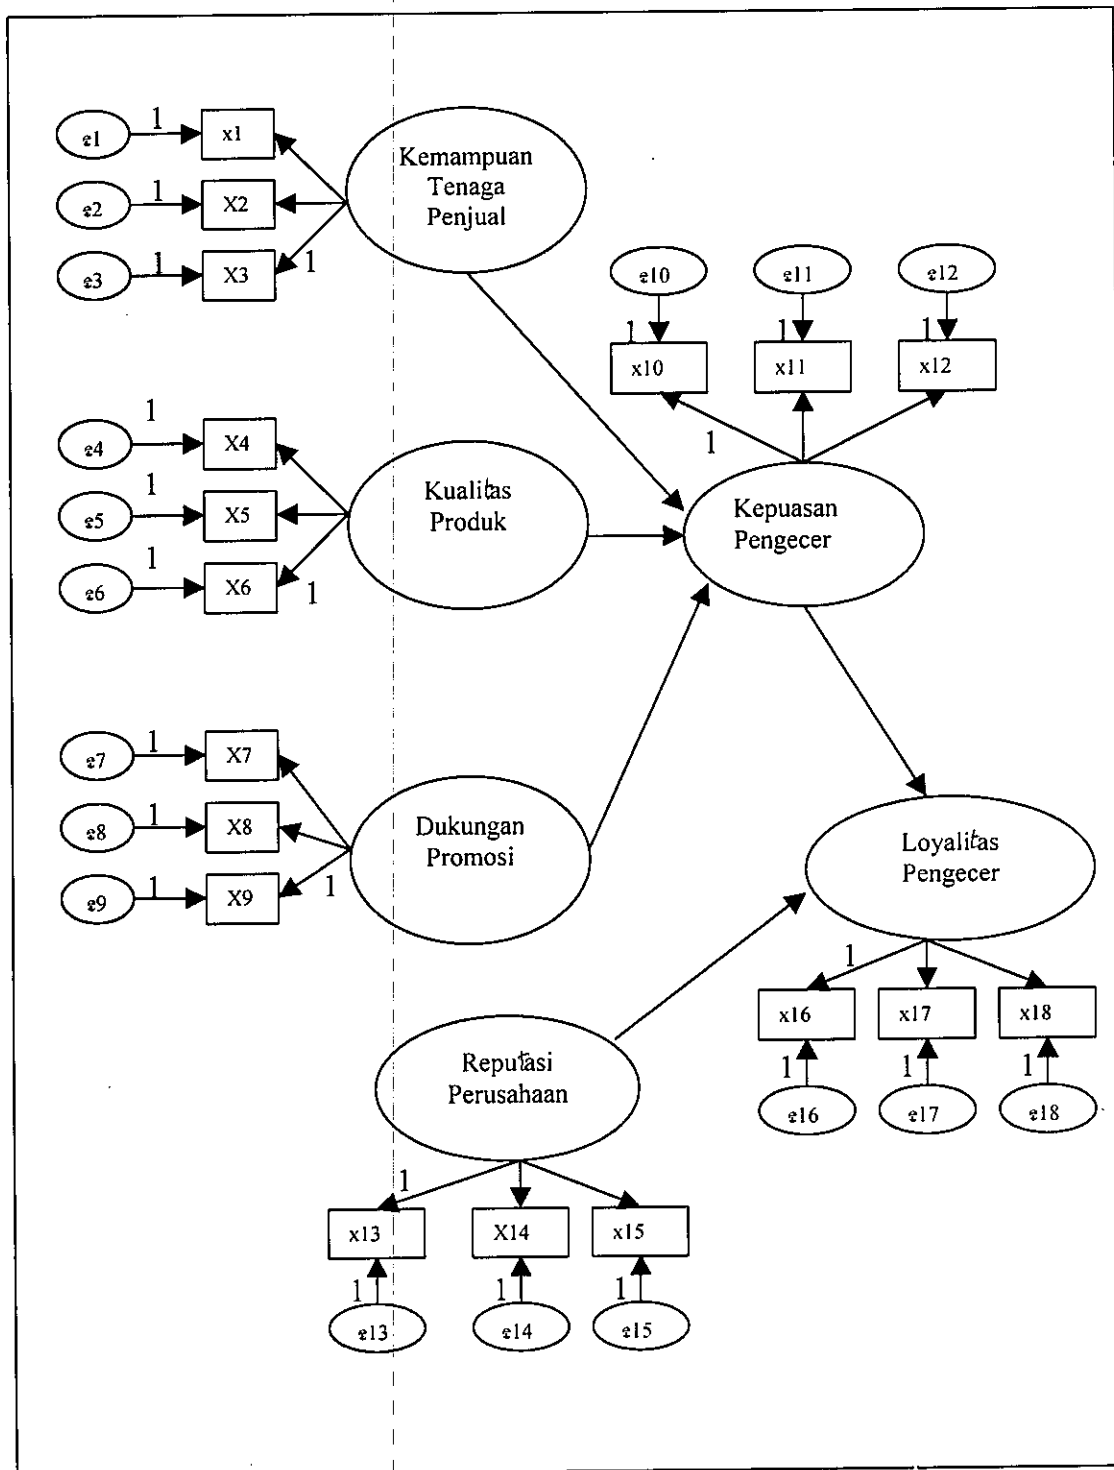 1
e1
x1
Kemampuan
Tenaga
Penjual
1
e2
X2
1
e3
X3
1
e10
e11
e12
1
1
1
x10
x11
x12
1
1
e4
X4
1
e5
X5
1
e6
X6
1
Kualitas
Produk
Kepuasan
Pengecer
1
e7
X7
1
e8
X8
1
e9
X9
1
Dukungan
Promosi
Loyalitas
Pengecer
1
x16
x17
x18
1
1
1
e16
e17
e18
Reputasi
Perusahaan
1
x13
X14
x15
1
1
1
e13
e14
e15